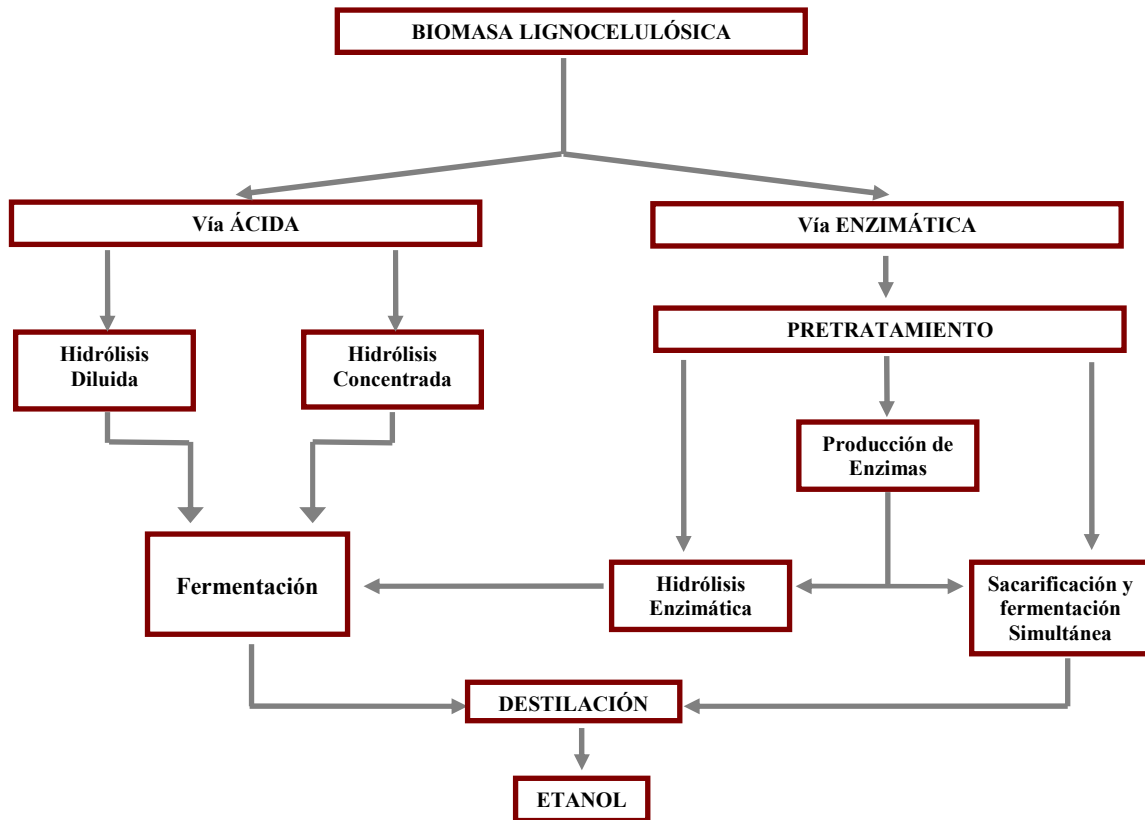 BIOMASA LIGNOCELULÓSICA
Vía ÁCIDA
Vía ENZIMÁTICA
PRETRATAMIENTO
Hidrólisis
Diluida
Hidrólisis
Concentrada
Producción de
Enzimas
Fermentación
Hidrólisis
Enzimática
Sacarificación y
fermentación
Simultánea
DESTILACIÓN
ETANOL